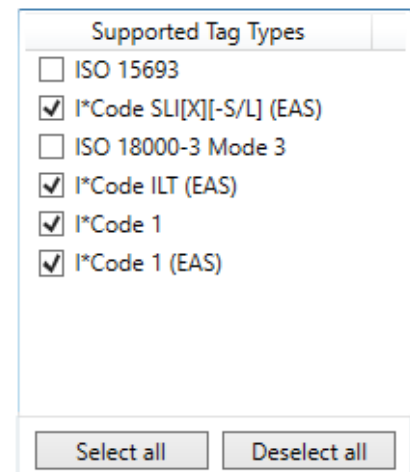 Supported Tag Types
ISO 15693
I*Code SLI[X][-S/L] (EAS)
ISO 18000-3 Mode 3
I*Code ILT (EAS)
I*Code 1
I*Code 1 (EAS)
Select all
Deselect all